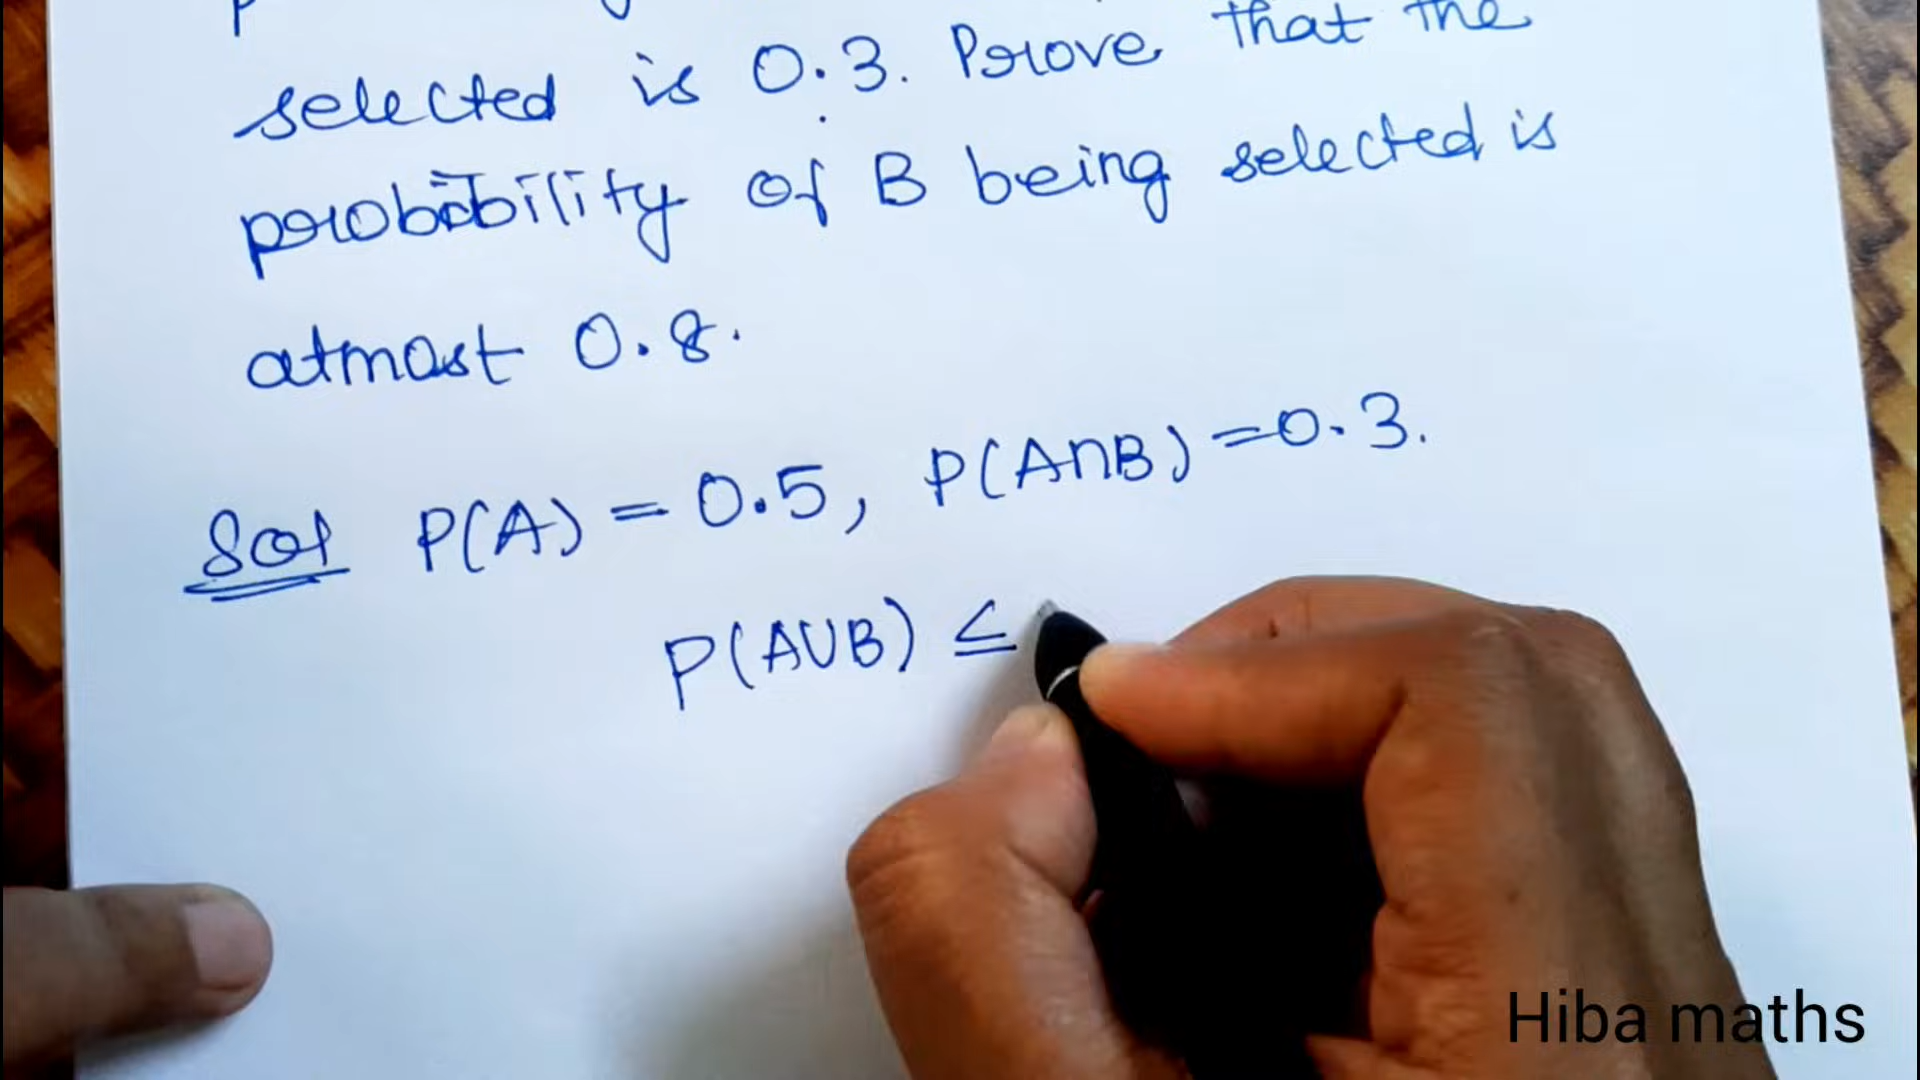 selected is 0.3. Prove that the
probability of B being selected is
atmost 0.8.
Sol P(A) = 0.5, P(A∩B) = 0.3.
P(A∪B) ≤
Hiba maths